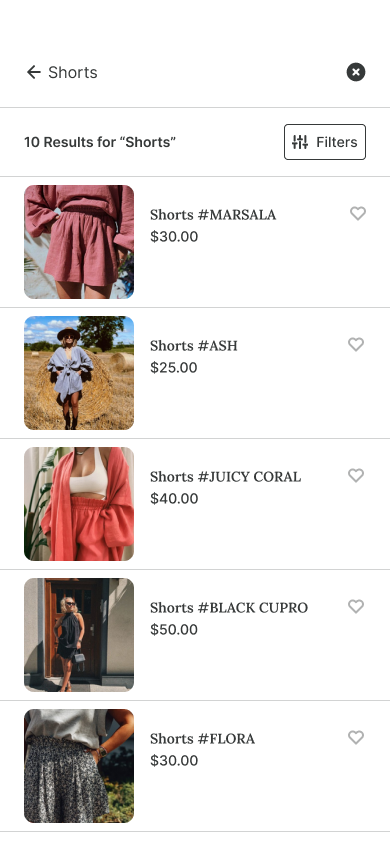 Shorts
10 Results for “Shorts”
Filters
Shorts #MARSALA
$30.00
Shorts #ASH
$25.00
Shorts #JUICY CORAL
$40.00
Shorts #BLACK CUPRO
$50.00
Shorts #FLORA
$30.00